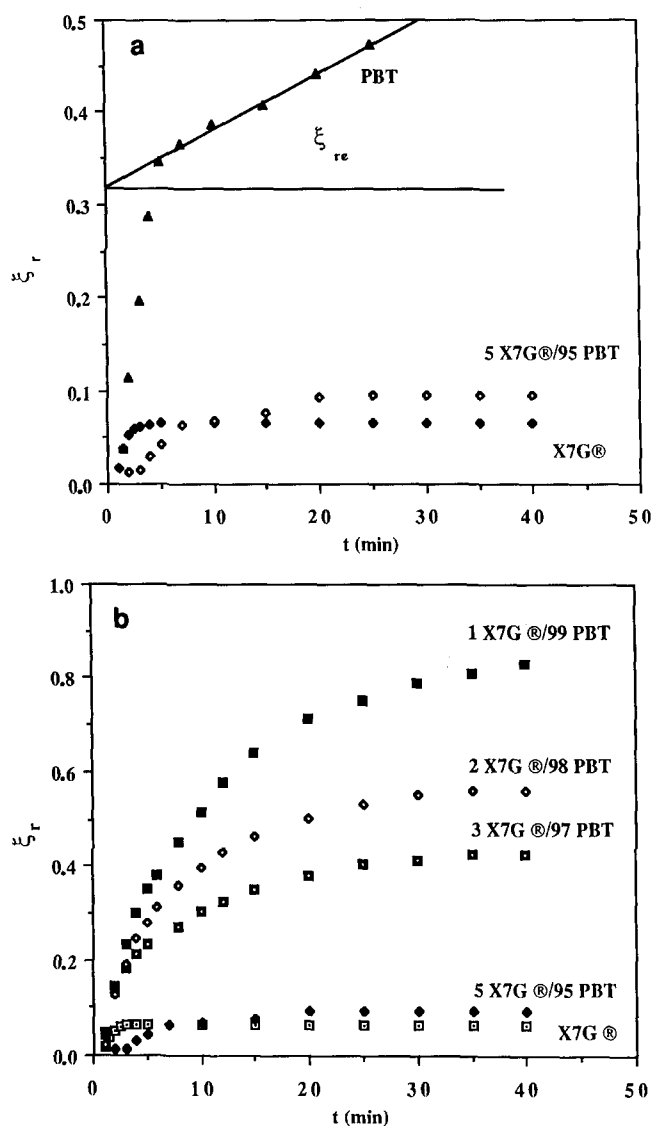 a
0.5
0.4
0.3
0.2
0.1
0.0
ξ r
PBT
ξ re
5 X7G®/95 PBT
X7G®
0 10 20 30 40 50
t (min)
b
1.0
0.8
0.6
0.4
0.2
0.0
ξ r
1 X7G ®/99 PBT
2 X7G ®/98 PBT
3 X7G ®/97 PBT
5 X7G ®/95 PBT
X7G ®
0 10 20 30 40 50
t (min)